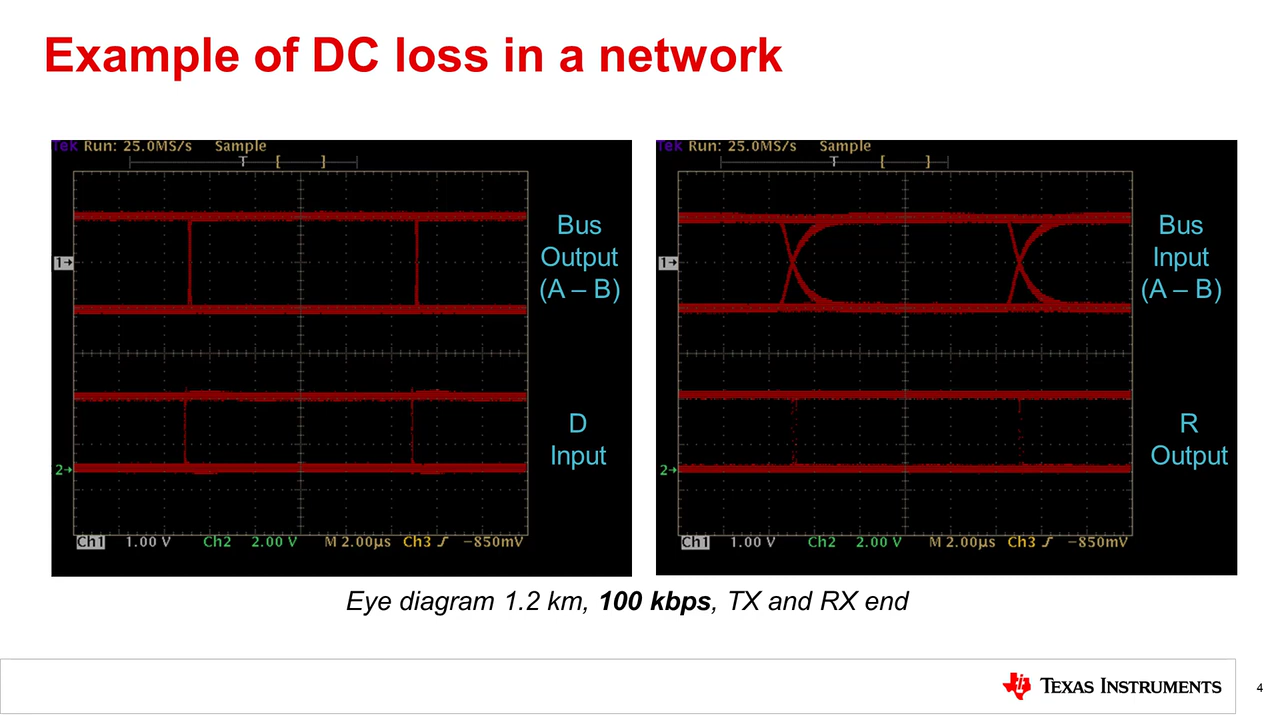 Example of DC loss in a network
Tek Run: 25.0MS/s Sample
T [ ]
1→
2→
Ch1 1.00 V Ch2 2.00 V M 2.00µs Ch3 ƒ −850mV
Bus
Output
(A – B)
D
Input
Tek Run: 25.0MS/s Sample
T [ ]
1→
2→
Ch1 1.00 V Ch2 2.00 V M 2.00µs Ch3 ƒ −850mV
Bus
Input
(A – B)
R
Output
Eye diagram 1.2 km, 100 kbps, TX and RX end
TEXAS INSTRUMENTS
4